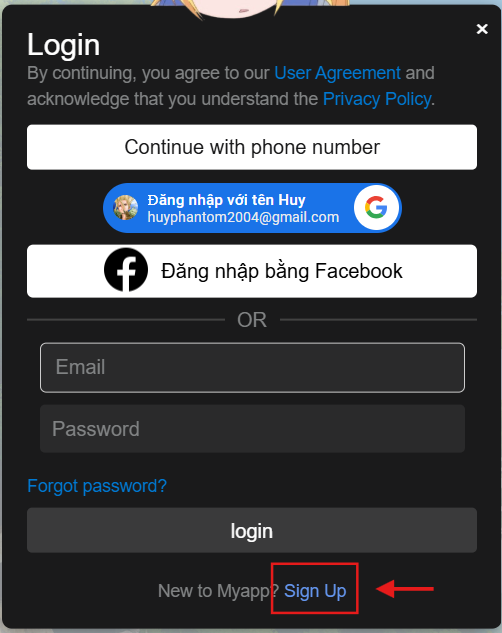 ×
Login
By continuing, you agree to our User Agreement and
acknowledge that you understand the Privacy Policy.
Continue with phone number
Đăng nhập với tên Huy
huyphantom2004@gmail.com
Đăng nhập bằng Facebook
OR
Email
Password
Forgot password?
login
New to Myapp? Sign Up